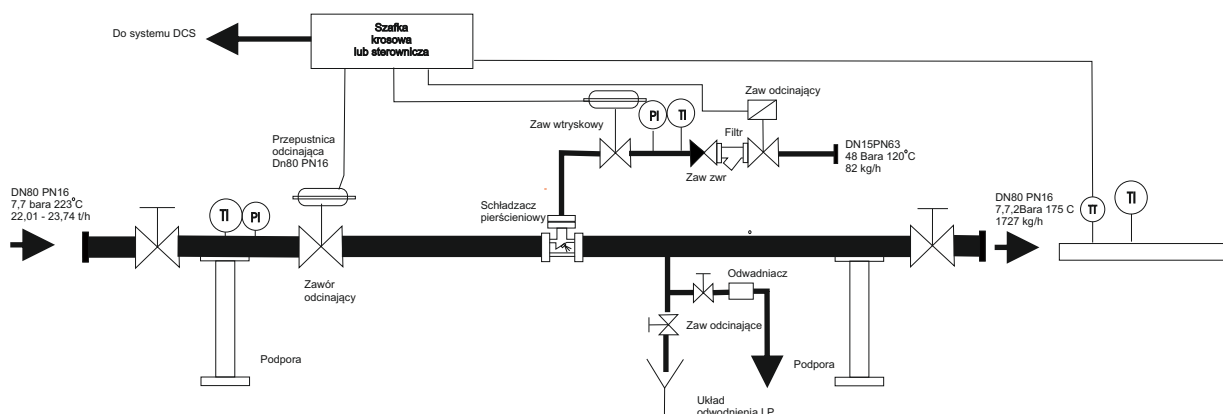 Do systemu DCS
Szafka
krosowa
lub sterownicza
Zaw odcinający
Zaw wtryskowy
PI
TI
Filtr
Przepustnica
odcinająca
Dn80 PN16
DN15PN63
48 Bara 120°C
82 kg/h
Zaw zwr
DN80 PN16
7,7 bara 223°C
22,01 - 23,74 t/h
TI
PI
Schładzacz
pierścieniowy
DN80 PN16
7,7,2Bara 175 C
1727 kg/h
TT
TI
Zawór
odcinający
Odwadniacz
Zaw odcinające
Podpora
Podpora
Układ
odwodnienia LP